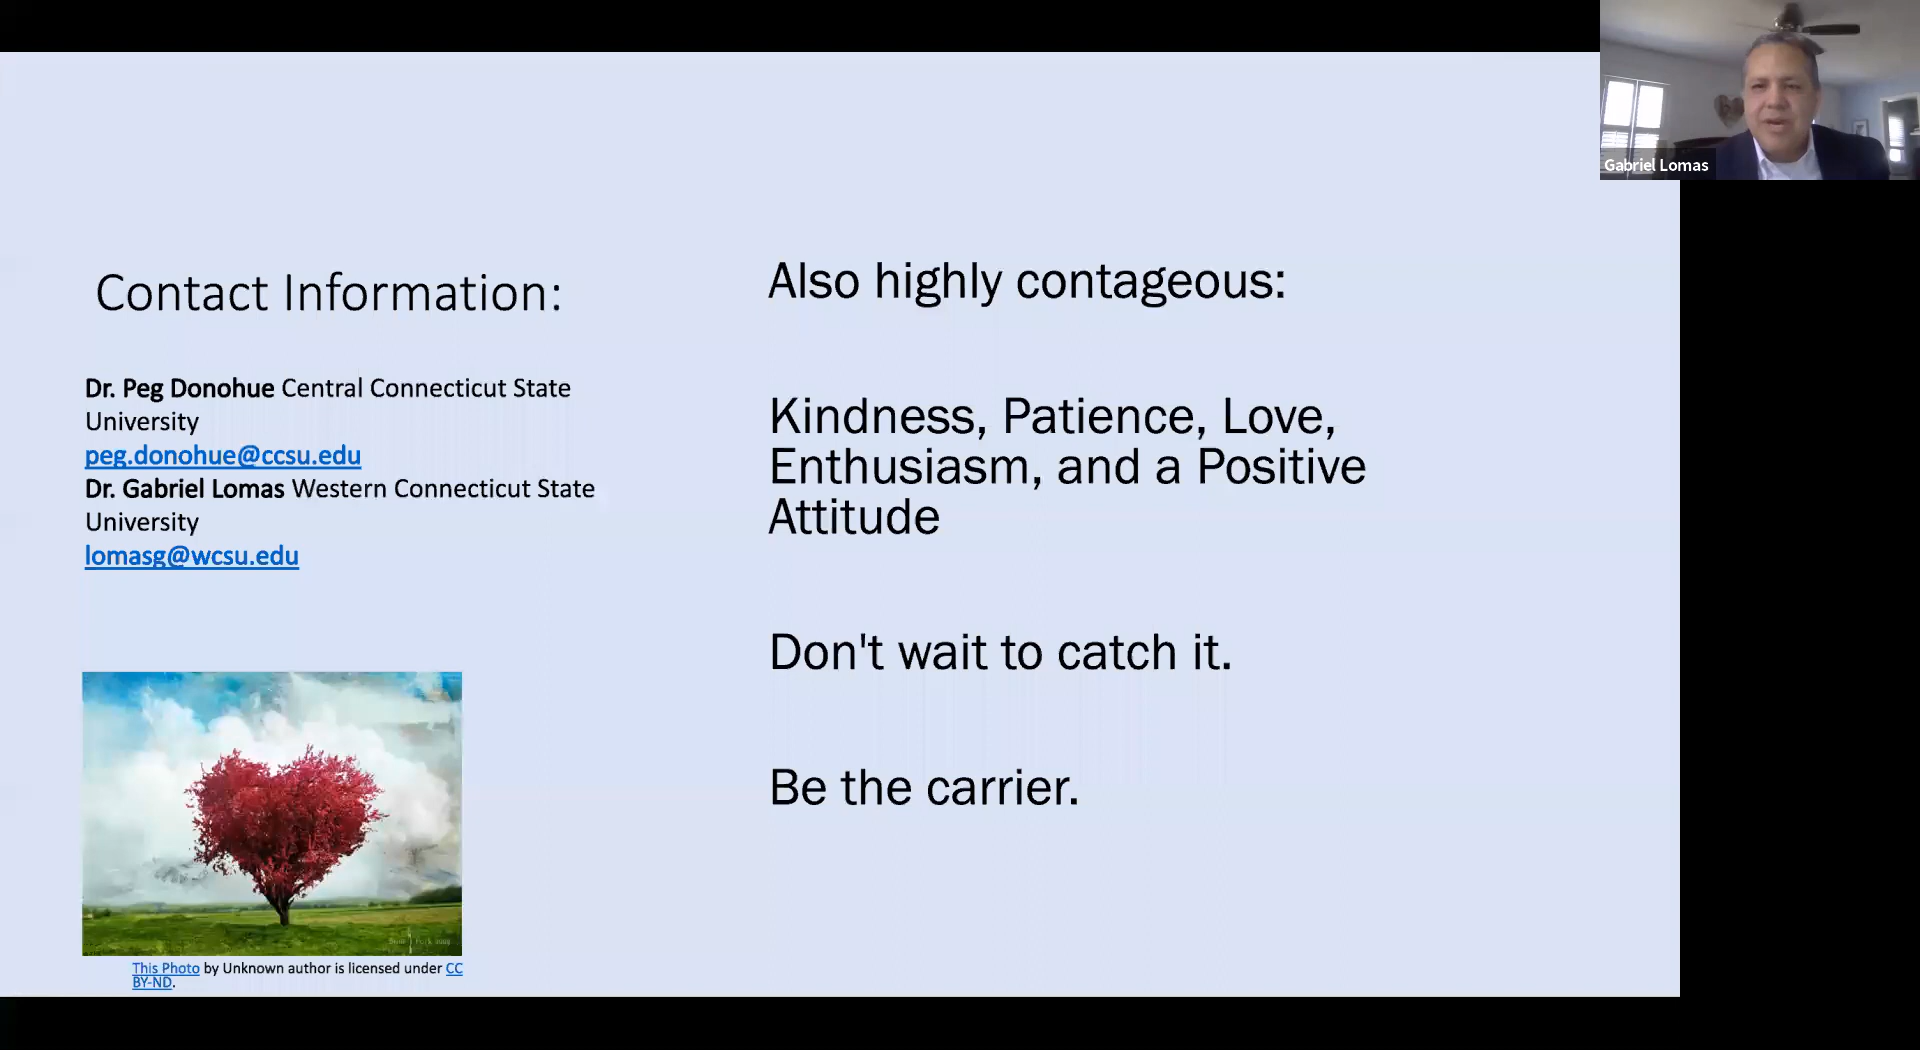 Gabriel Lomas
Contact Information:
Dr. Peg Donohue Central Connecticut State
University
peg.donohue@ccsu.edu
Dr. Gabriel Lomas Western Connecticut State
University
lomasg@wcsu.edu
This Photo by Unknown author is licensed under CC
BY-ND.
Also highly contageous:
Kindness, Patience, Love,
Enthusiasm, and a Positive
Attitude
Don't wait to catch it.
Be the carrier.